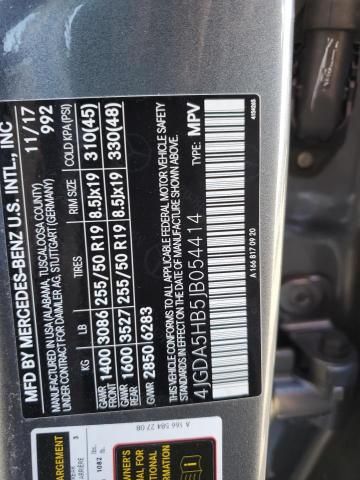 MFD BY MERCEDES-BENZ U.S. INTL., INC
MANUFACTURED IN USA (ALABAMA, TUSCALOOSA COUNTY)
UNDER CONTRACT FOR DAIMLER AG, STUTTGART GERMANY
11/17
992
KG LB RIM SIZE COLD KPA (PSI)
GAWR FRONT 1400 3086 255/50 R19 8.5Jx19 310(45)
GAWR REAR 1600 3527 255/50 R19 8.5Jx19 330(48)
GVWR 2850 6283
THIS VEHICLE CONFORMS TO ALL APPLICABLE FEDERAL MOTOR VEHICLE SAFETY
STANDARDS IN EFFECT ON THE DATE OF MANUFACTURE SHOWN ABOVE.
4JGDA5HB5JB054414
TYPE: MPV
A 166 817 09 20
A 166 584 27 08
1082 lbs.